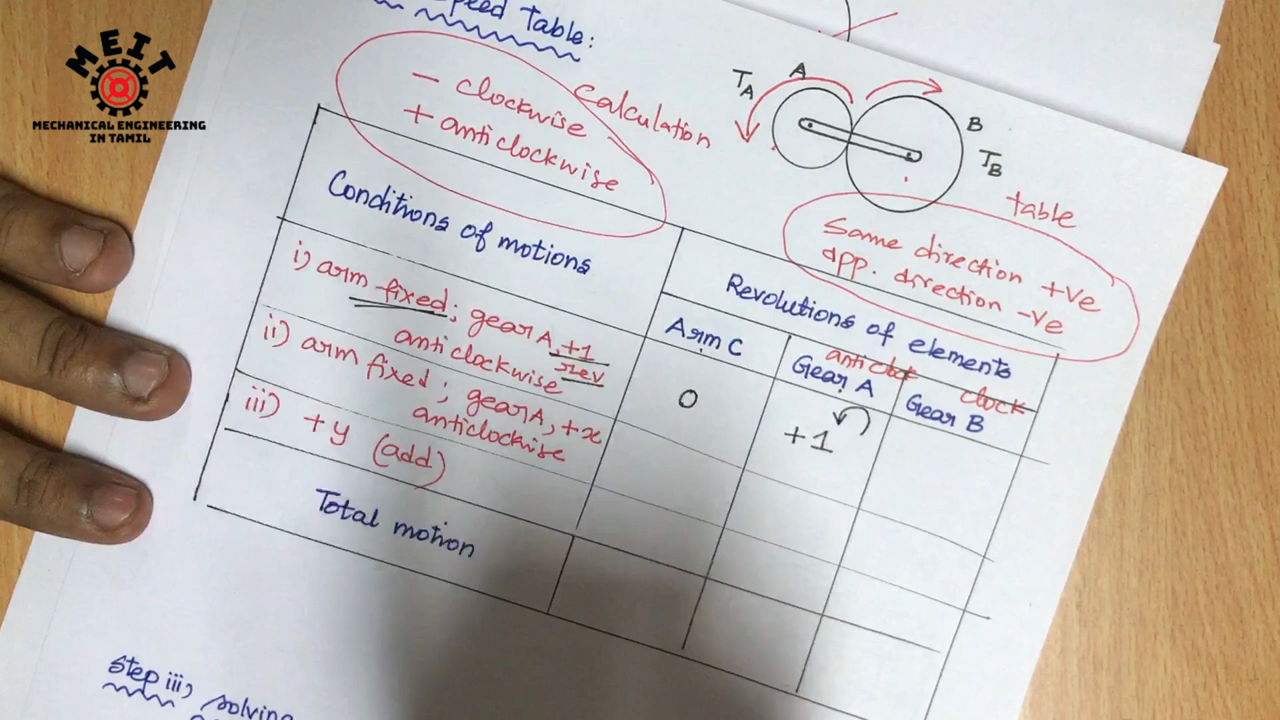 MEIT
MECHANICAL ENGINEERING
IN TAMIL
Speed Table:
- clockwise
+ anticlockwise
calculation
A
TA
B
TB
table
Same direction +ve
opp. direction -ve
Conditions of motions
Revolutions of elements
Arm C
anticlok
Gear A
clock
Gear B
i) arm fixed; gear A +1
rev
anticlockwise
0
+1
ii) arm fixed; gear A, +x
anticlockwise
iii) +y (add)
Total motion
Step iii, solving